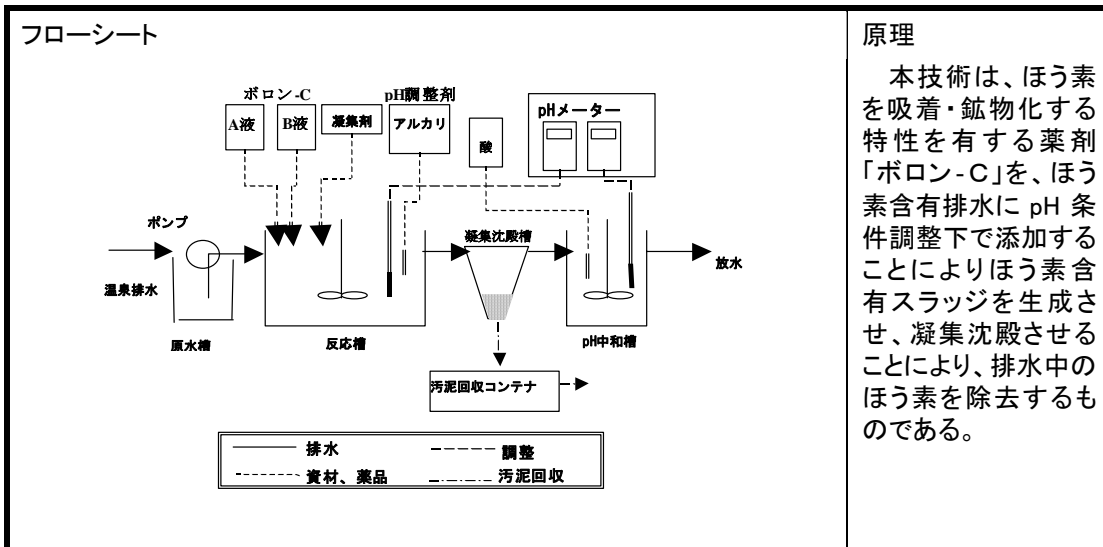 フローシート
ボロン-C
pH調整剤
A液
B液
凝集剤
アルカリ
酸
pHメーター
ポンプ
温泉排水
原水槽
反応槽
凝集沈殿槽
pH中和槽
放水
汚泥回収コンテナ
排水
調整
資材、薬品
汚泥回収
原理
本技術は、ほう素
を吸着・鉱物化する
特性を有する薬剤
「ボロン-C」を、ほう
素含有排水に pH 条
件調整下で添加する
ことによりほう素含
有スラッジを生成さ
せ、凝集沈殿させる
ことにより、排水中の
ほう素を除去するも
のである。